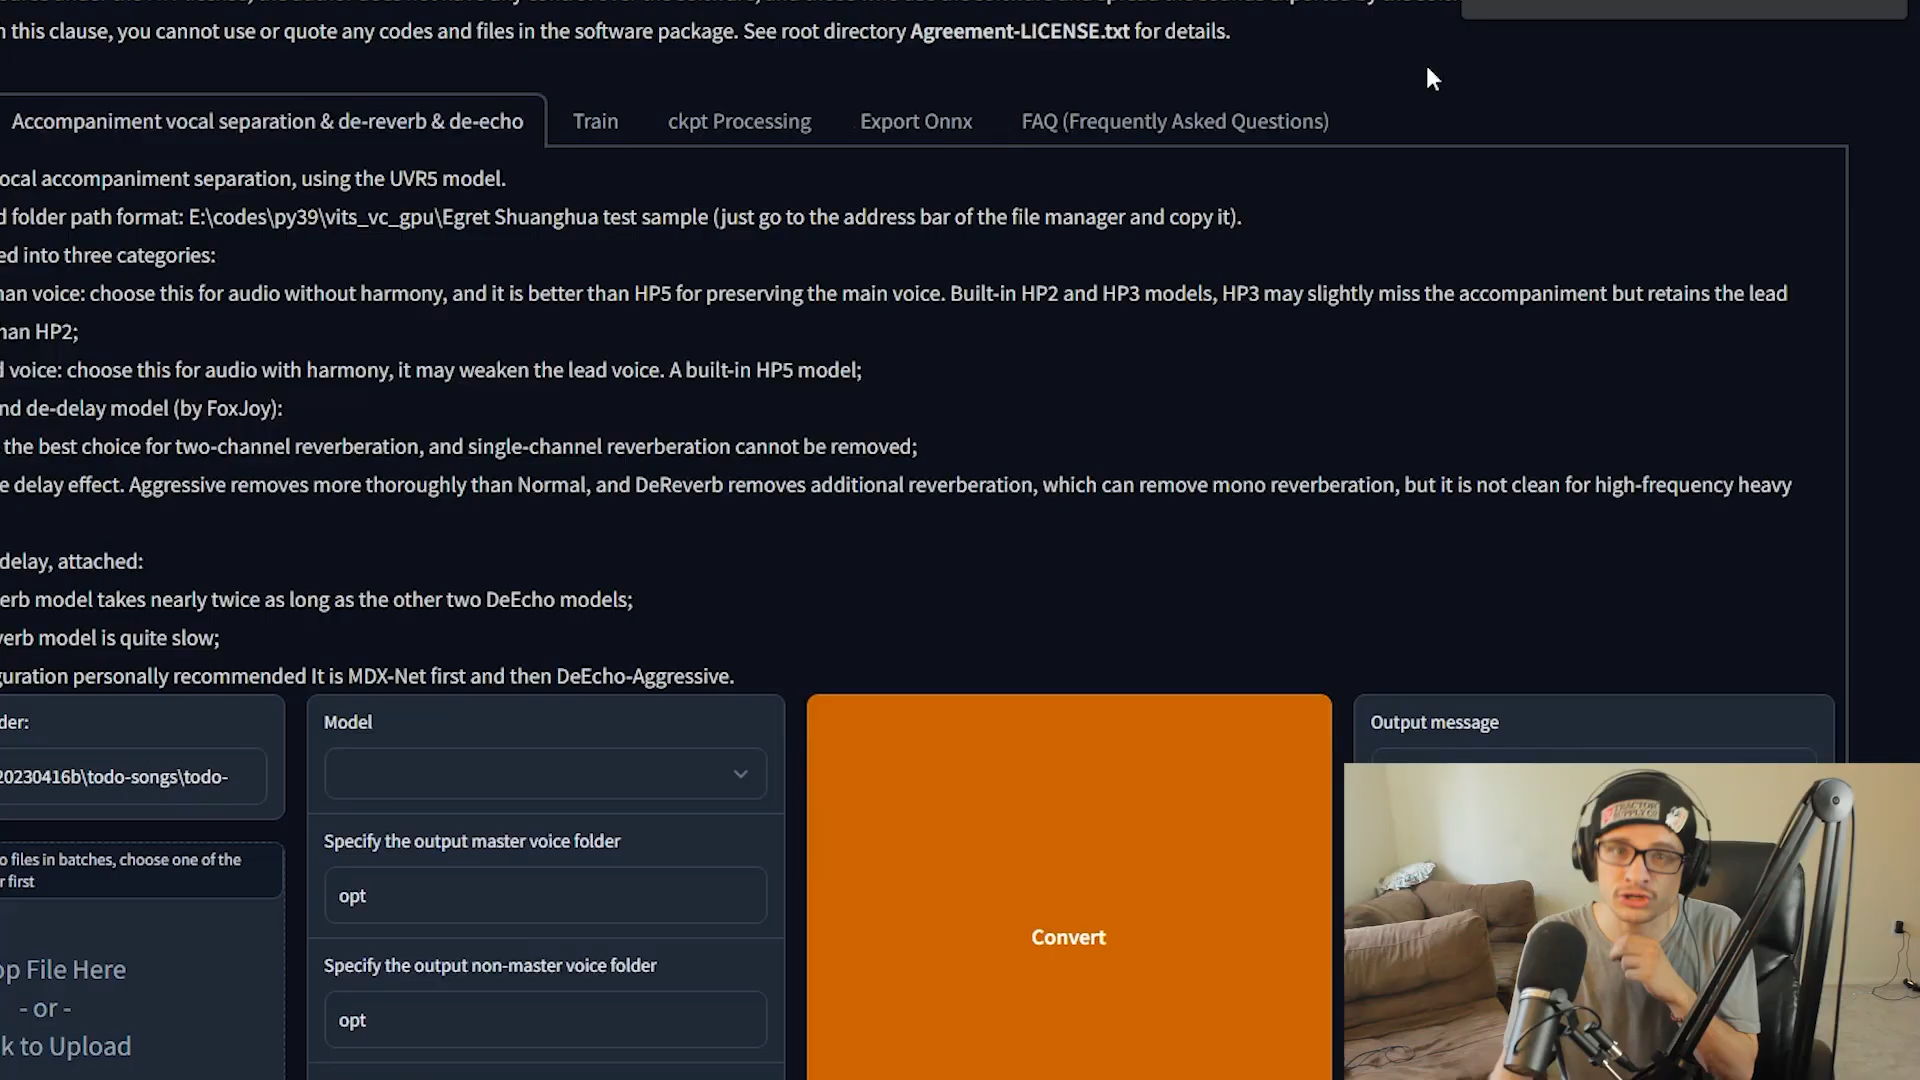 n this clause, you cannot use or quote any codes and files in the software package. See root directory Agreement-LICENSE.txt for details.
Accompaniment vocal separation & de-reverb & de-echo
Train
ckpt Processing
Export Onnx
FAQ (Frequently Asked Questions)
ocal accompaniment separation, using the UVR5 model.
d folder path format: E:\codes\py39\vits_vc_gpu\Egret Shuanghua test sample (just go to the address bar of the file manager and copy it).
ed into three categories:
nan voice: choose this for audio without harmony, and it is better than HP5 for preserving the main voice. Built-in HP2 and HP3 models, HP3 may slightly miss the accompaniment but retains the lead
han HP2;
d voice: choose this for audio with harmony, it may weaken the lead voice. A built-in HP5 model;
nd de-delay model (by FoxJoy):
the best choice for two-channel reverberation, and single-channel reverberation cannot be removed;
e delay effect. Aggressive removes more thoroughly than Normal, and DeReverb removes additional reverberation, which can remove mono reverberation, but it is not clean for high-frequency heavy
delay, attached:
erb model takes nearly twice as long as the other two DeEcho models;
verb model is quite slow;
guration personally recommended It is MDX-Net first and then DeEcho-Aggressive.
der:
20230416b\todo-songs\todo-
o files in batches, choose one of the
r first
op File Here
- or -
k to Upload
Model
Specify the output master voice folder
opt
Specify the output non-master voice folder
opt
Convert
Output message
TRACTOR
SUPPLY CO